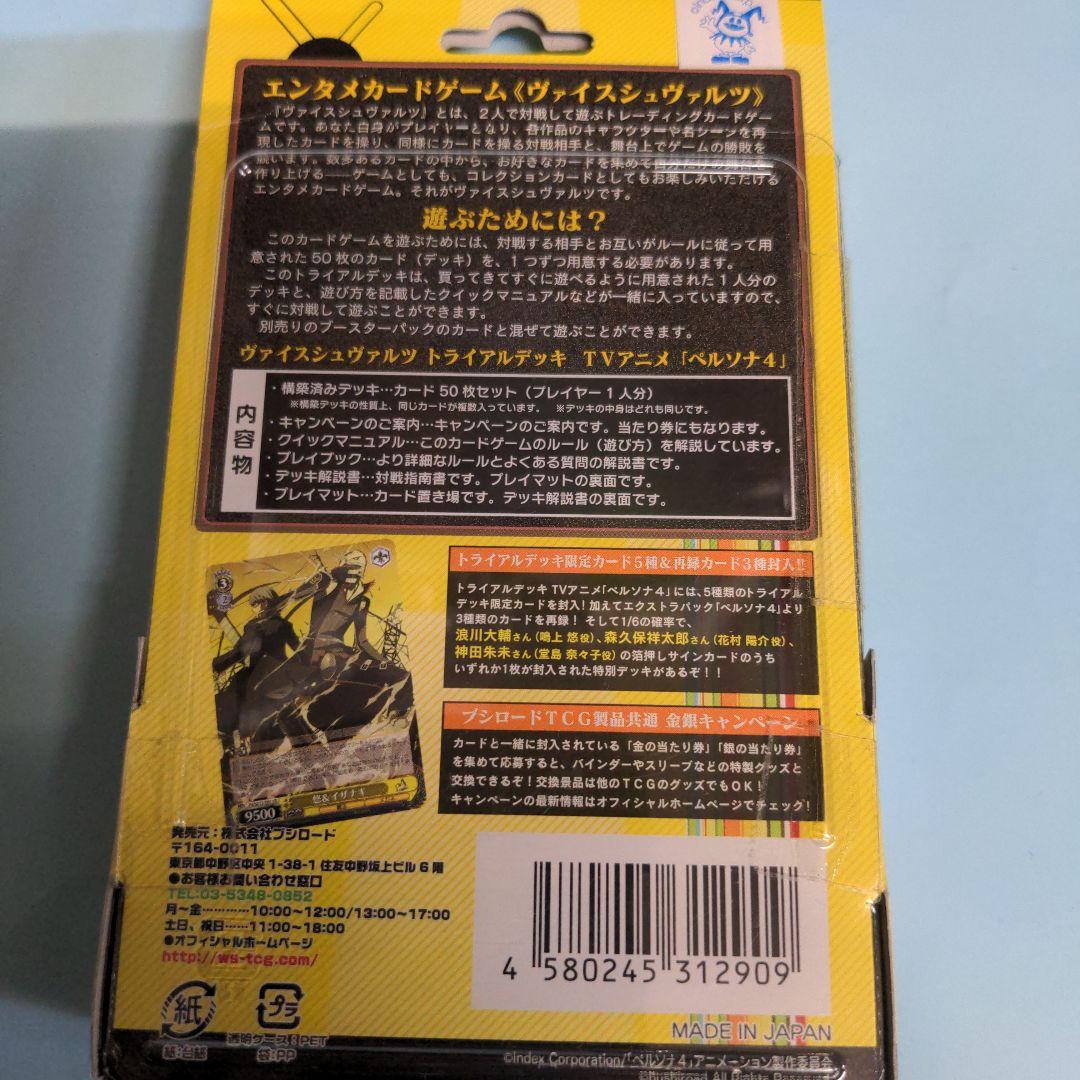 エンタメカードゲーム《ヴァイスシュヴァルツ》
『ヴァイスシュヴァルツ』とは、2人で対戦して遊ぶトレーディングカードゲ
ームです。あなた自身がプレイヤーとなり、各作品のキャラクターや名シーンを再
現したカードを操り、同様にカードを操る対戦相手と、舞台上でゲームの勝敗を
競います。数多あるカードの中から、お好きなカードを集めて
作り上げる――ゲームとしても、コレクションカードとしてもお楽しみいただける
エンタメカードゲーム。それがヴァイスシュヴァルツです。
遊ぶためには?
このカードゲームを遊ぶためには、対戦する相手とお互いがルールに従って用
意された50枚のカード(デッキ)を、1つずつ用意する必要があります。
このトライアルデッキは、買ってきてすぐに遊べるように用意された1人分の
デッキと、遊び方を記載したクイックマニュアルなどが一緒に入っていますので、
すぐに対戦して遊ぶことができます。
別売りのブースターパックのカードと混ぜて遊ぶことができます。
ヴァイスシュヴァルツ トライアルデッキ TVアニメ「ペルソナ4」
内容物
・構築済みデッキ…カード50枚セット(プレイヤー1人分)
※構築デッキの性質上、同じカードが複数入っています。 ※デッキの中身はどれも同じです。
・キャンペーンのご案内…キャンペーンのご案内です。当たり券にもなります。
・クイックマニュアル…このカードゲームのルール(遊び方)を解説しています。
・プレイブック…より詳細なルールとよくある質問の解説書です。
・デッキ解説書…対戦指南書です。プレイマットの裏面です。
・プレイマット…カード置き場です。デッキ解説書の裏面です。
トライアルデッキ限定カード5種&再録カード3種封入!!
トライアルデッキ TVアニメ「ペルソナ4」には、5種類のトライアル
デッキ限定カードを封入!加えてエクストラパック「ペルソナ4」より
3種類のカードを再録! そして1/6の確率で、
浪川大輔さん(鳴上 悠役)、森久保祥太郎さん(花村 陽介役)、
神田朱未さん(堂島 菜々子役)の箔押しサインカードのうち
いずれか1枚が封入された特別デッキがあるぞ!!
3
2
悠&イザナギ
9500
ブシロードTCG製品共通 金銀キャンペーン
カードと一緒に封入されている「金の当たり券」「銀の当たり券」
を集めて応募すると、バインダーやスリーブなどの特製グッズと
交換できるぞ!交換景品は他のTCGのグッズでもOK!
キャンペーンの最新情報はオフィシャルホームページでチェック!
発売元:株式会社ブシロード
〒164-0011
東京都中野区中央1-38-1 住友中野坂上ビル6階
●お客様お問い合わせ窓口
TEL:03-5348-0852
月〜金…………10:00〜12:00/13:00〜17:00
土日、祝日……11:00〜18:00
●オフィシャルホームページ
http://ws-tcg.com/
4 580245 312909
紙
紙:台紙
プラ
透明ケース:PET
袋:PP
MADE IN JAPAN
©Index Corporation/「ペルソナ4」アニメーション製作委員会
©bushiroad All Rights Reserved